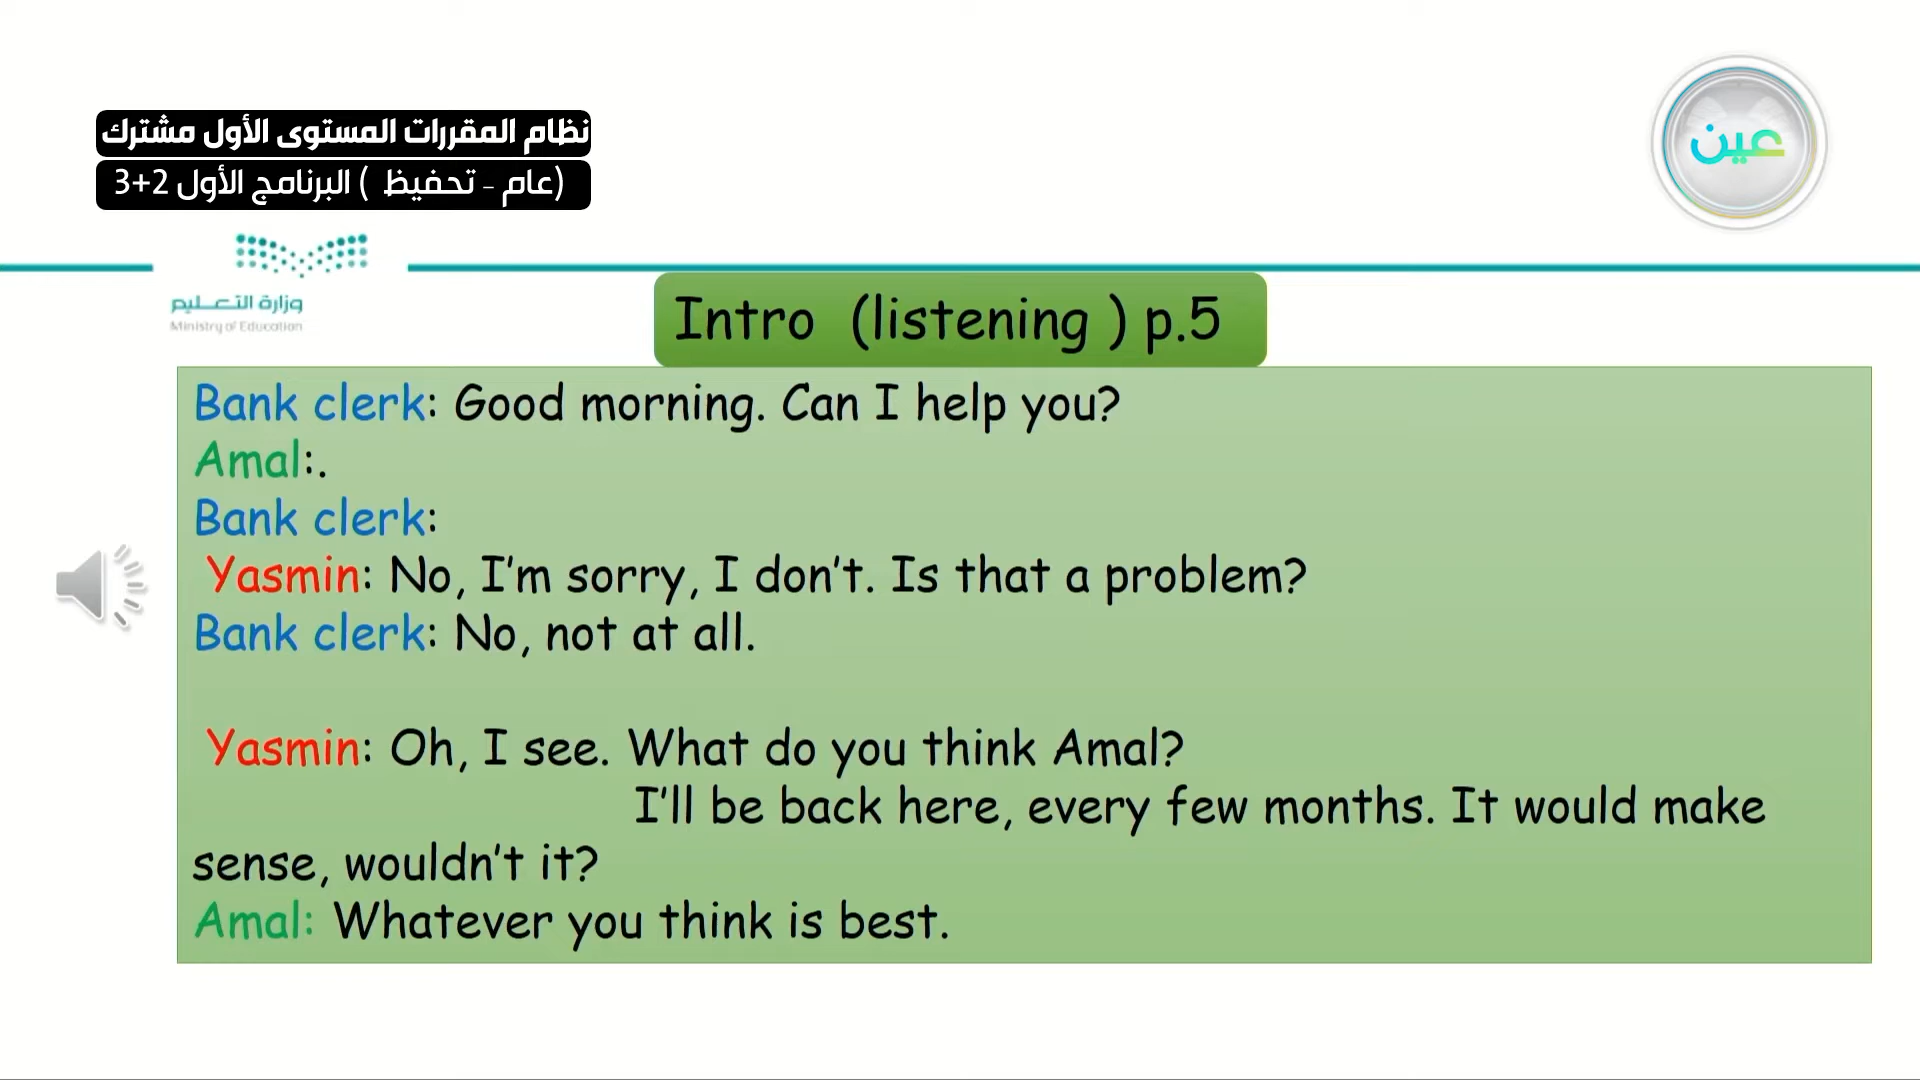 نظام المقررات المستوى الأول مشترك
(عام - تحفيظ ) البرنامج الأول 2+3
عين
وزارة التعليم
Ministry of Education
Intro (listening ) p.5
Bank clerk: Good morning. Can I help you?
Amal:.
Bank clerk:
Yasmin: No, I'm sorry, I don't. Is that a problem?
Bank clerk: No, not at all.
Yasmin: Oh, I see. What do you think Amal?
I'll be back here, every few months. It would make
sense, wouldn't it?
Amal: Whatever you think is best.